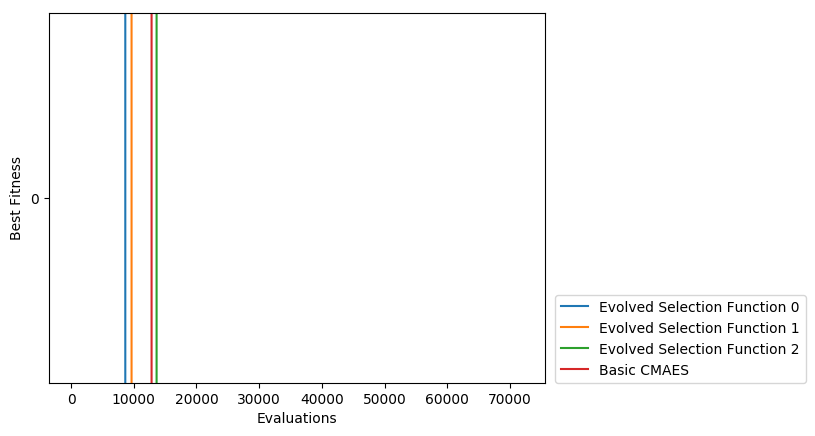 Best Fitness
0
0 10000 20000 30000 40000 50000 60000 70000
Evaluations
Evolved Selection Function 0
Evolved Selection Function 1
Evolved Selection Function 2
Basic CMAES